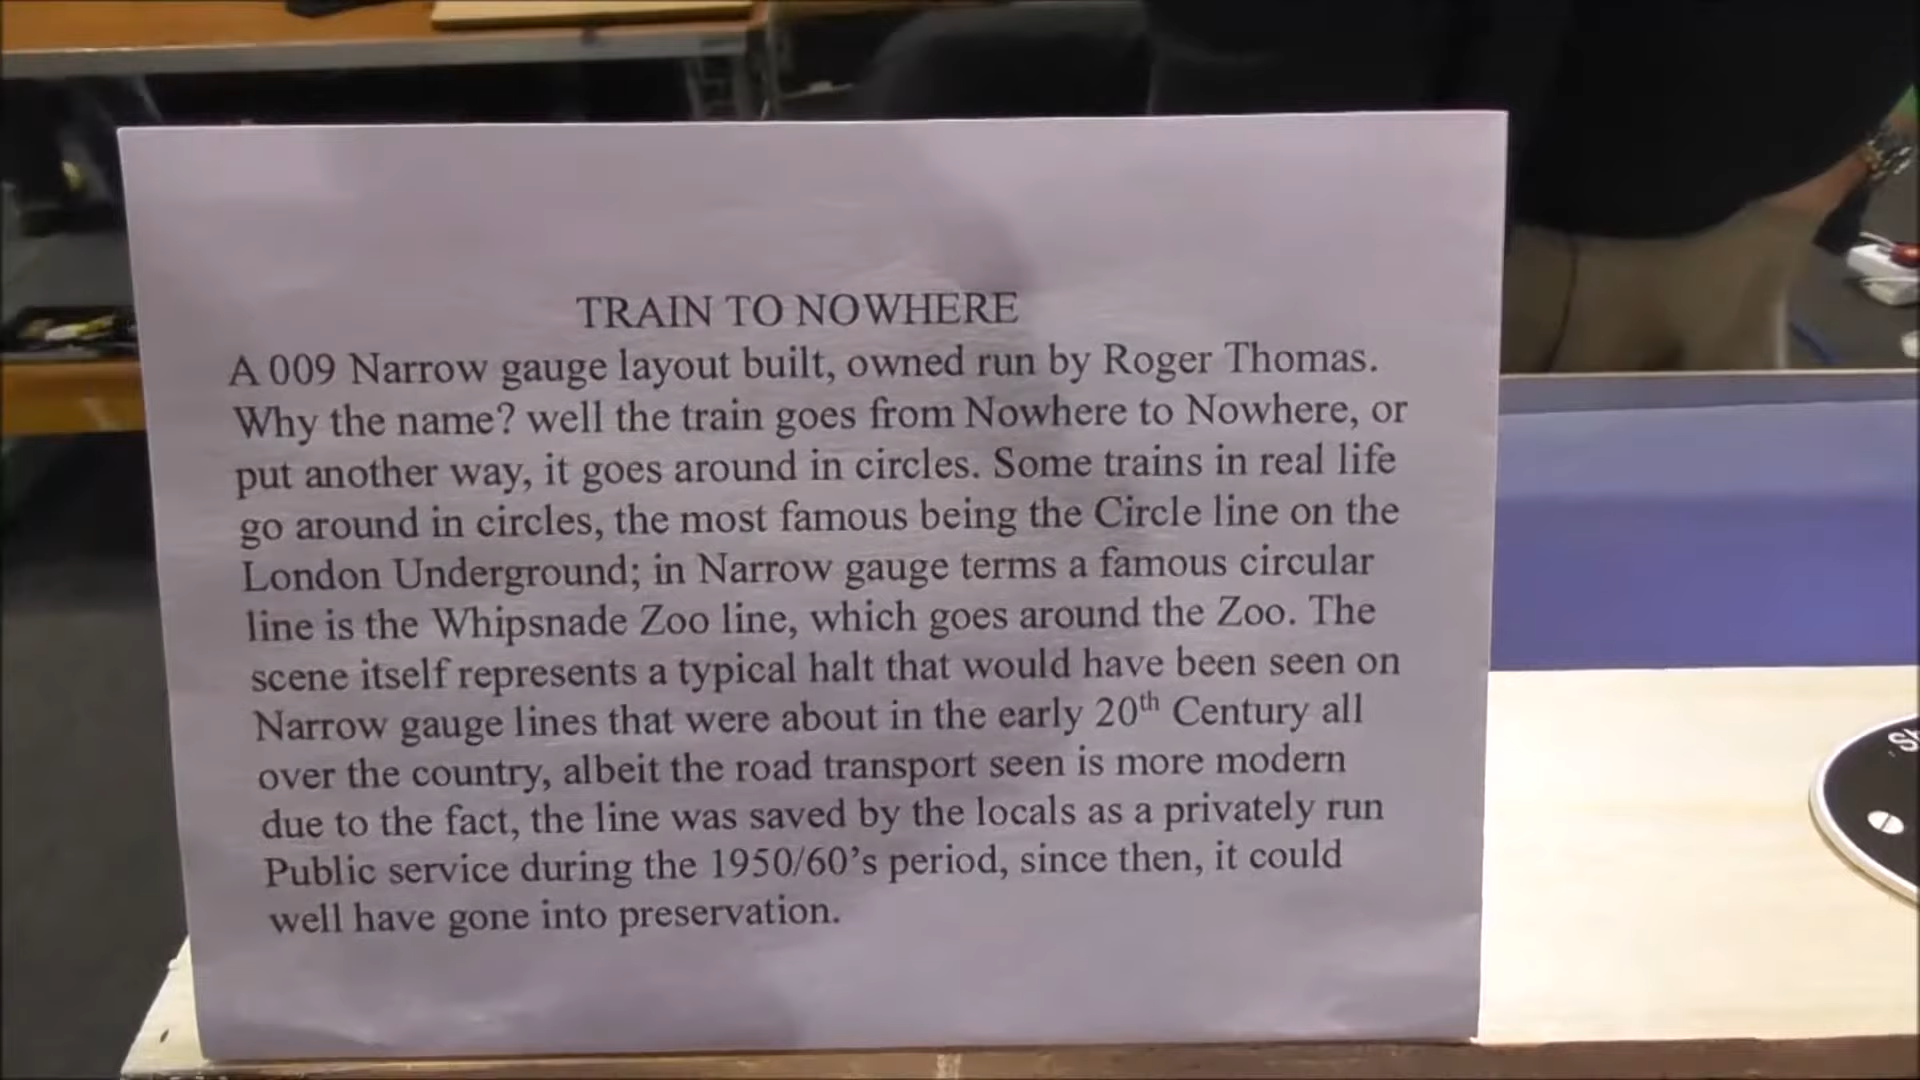 TRAIN TO NOWHERE
A 009 Narrow gauge layout built, owned run by Roger Thomas.
Why the name? well the train goes from Nowhere to Nowhere, or
put another way, it goes around in circles. Some trains in real life
go around in circles, the most famous being the Circle line on the
London Underground; in Narrow gauge terms a famous circular
line is the Whipsnade Zoo line, which goes around the Zoo. The
scene itself represents a typical halt that would have been seen on
Narrow gauge lines that were about in the early 20th Century all
over the country, albeit the road transport seen is more modern
due to the fact, the line was saved by the locals as a privately run
Public service during the 1950/60's period, since then, it could
well have gone into preservation.